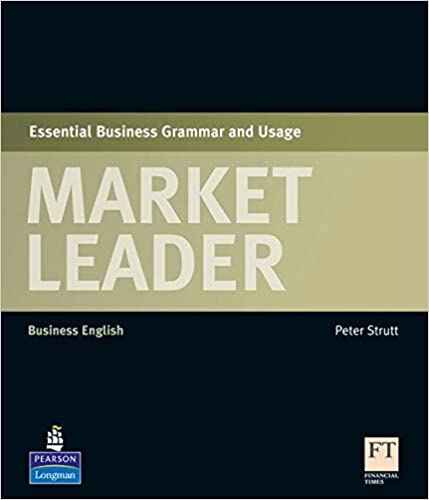 Essential Business Grammar and Usage
MARKET
LEADER
Business English
Peter Strutt
PEARSON
Longman
FT
FINANCIAL
TIMES